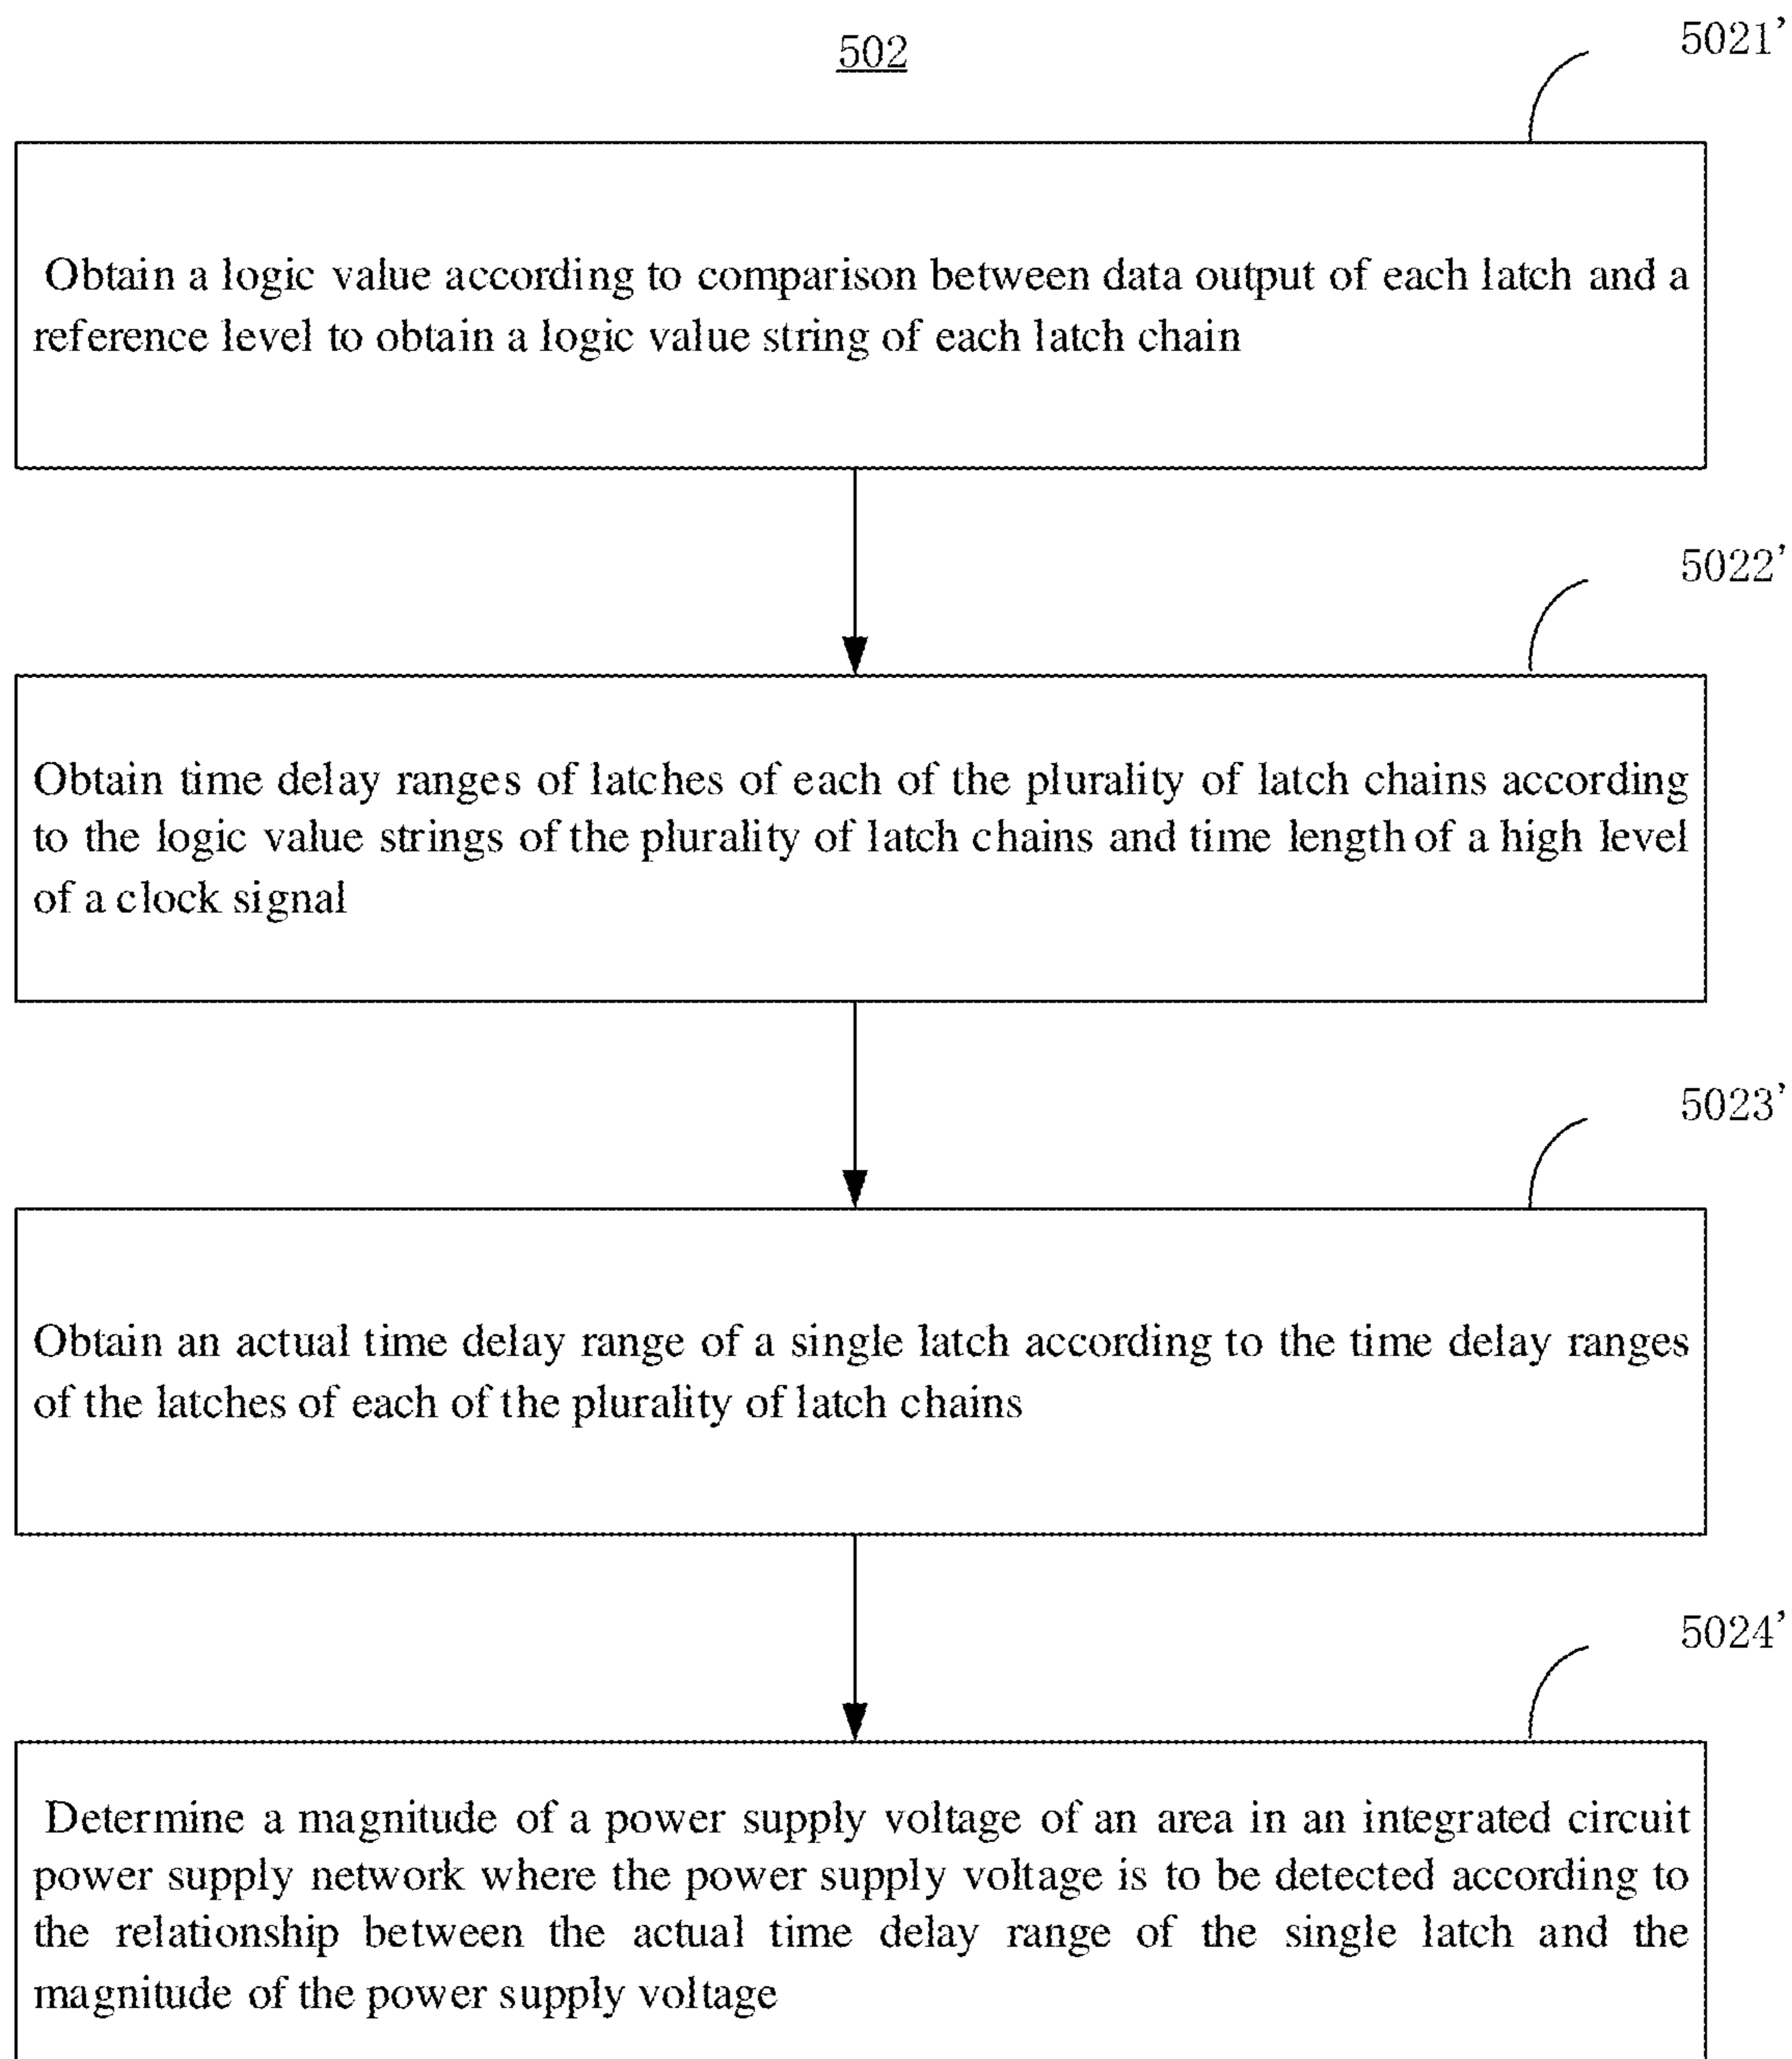 502
5021'
Obtain a logic value according to comparison between data output of each latch and a
reference level to obtain a logic value string of each latch chain
5022'
Obtain time delay ranges of latches of each of the plurality of latch chains according
to the logic value strings of the plurality of latch chains and time length of a high level
of a clock signal
5023'
Obtain an actual time delay range of a single latch according to the time delay ranges
of the latches of each of the plurality of latch chains
5024'
Determine a magnitude of a power supply voltage of an area in an integrated circuit
power supply network where the power supply voltage is to be detected according to
the relationship between the actual time delay range of the single latch and the
magnitude of the power supply voltage